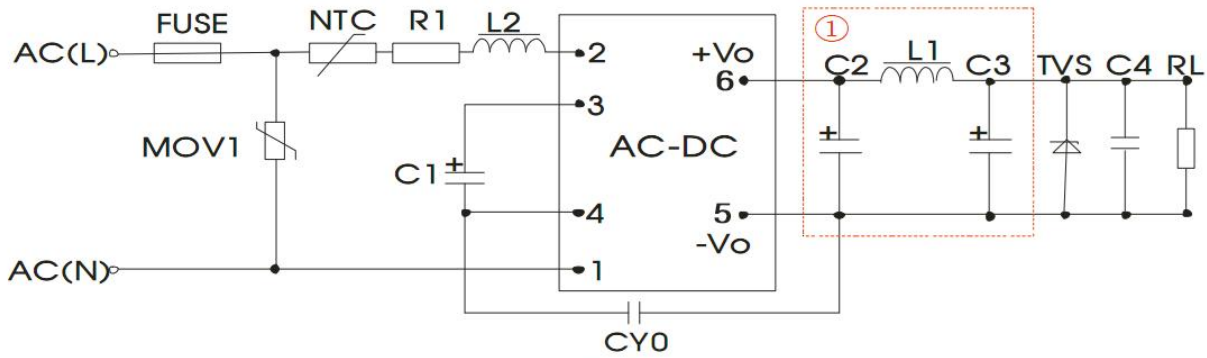 FUSE NTC R1 L2
AC(L) 2 +Vo 6 ① C2 L1 C3 TVS C4 RL
3
MOV1 C1 + AC-DC + +
4 5
-Vo
AC(N) 1
CY0